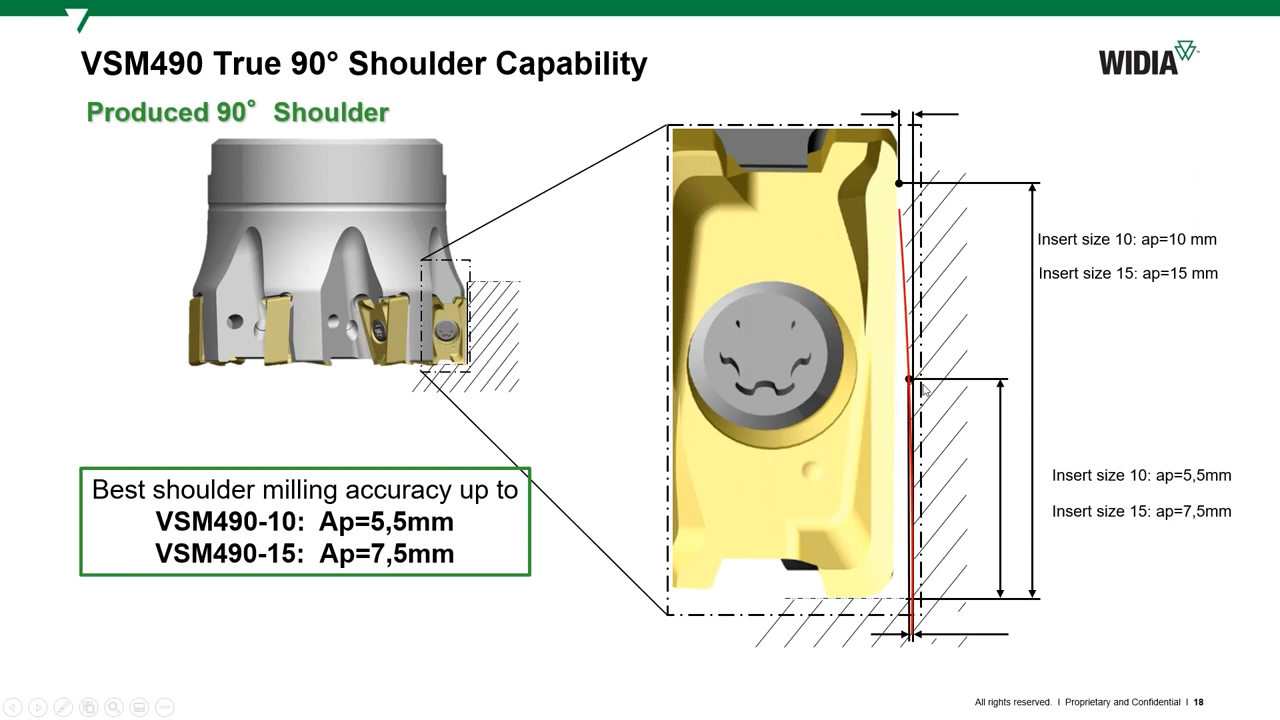 VSM490 True 90° Shoulder Capability
WIDIA
Produced 90° Shoulder
Insert size 10: ap=10 mm
Insert size 15: ap=15 mm
Insert size 10: ap=5,5mm
Insert size 15: ap=7,5mm
Best shoulder milling accuracy up to
VSM490-10: Ap=5,5mm
VSM490-15: Ap=7,5mm
All rights reserved. I Proprietary and Confidential I 18